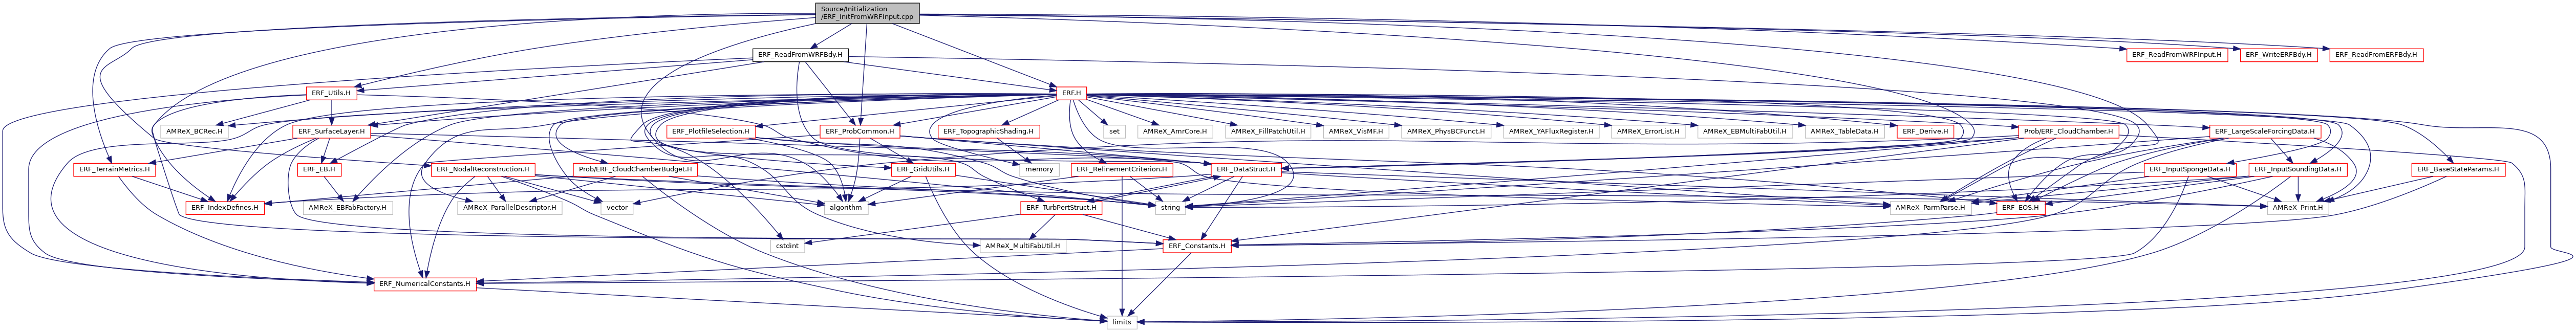 Source/Initialization
/ERF_InitFromWRFInput.cpp
ERF_ReadFromWRFBdy.H
ERF_ReadFromWRFInput.H
ERF_WriteERFBdy.H
ERF_ReadFromERFBdy.H
ERF_Utils.H
ERF.H
AMReX_BCRec.H
ERF_SurfaceLayer.H
ERF_PlotfileSelection.H
ERF_ProbCommon.H
ERF_TopographicShading.H
set
AMReX_AmrCore.H
AMReX_FillPatchUtil.H
AMReX_VisMF.H
AMReX_PhysBCFunct.H
AMReX_YAFluxRegister.H
AMReX_ErrorList.H
AMReX_EBMultiFabUtil.H
AMReX_TableData.H
ERF_Derive.H
Prob/ERF_CloudChamber.H
ERF_LargeScaleForcingData.H
ERF_TerrainMetrics.H
ERF_EB.H
ERF_NodalReconstruction.H
Prob/ERF_CloudChamberBudget.H
ERF_GridUtils.H
memory
ERF_RefinementCriterion.H
ERF_DataStruct.H
ERF_InputSpongeData.H
ERF_InputSoundingData.H
ERF_BaseStateParams.H
ERF_IndexDefines.H
AMReX_EBFabFactory.H
AMReX_ParallelDescriptor.H
vector
algorithm
ERF_TurbPertStruct.H
string
AMReX_ParmParse.H
ERF_EOS.H
AMReX_Print.H
cstdint
AMReX_MultiFabUtil.H
ERF_Constants.H
ERF_NumericalConstants.H
limits